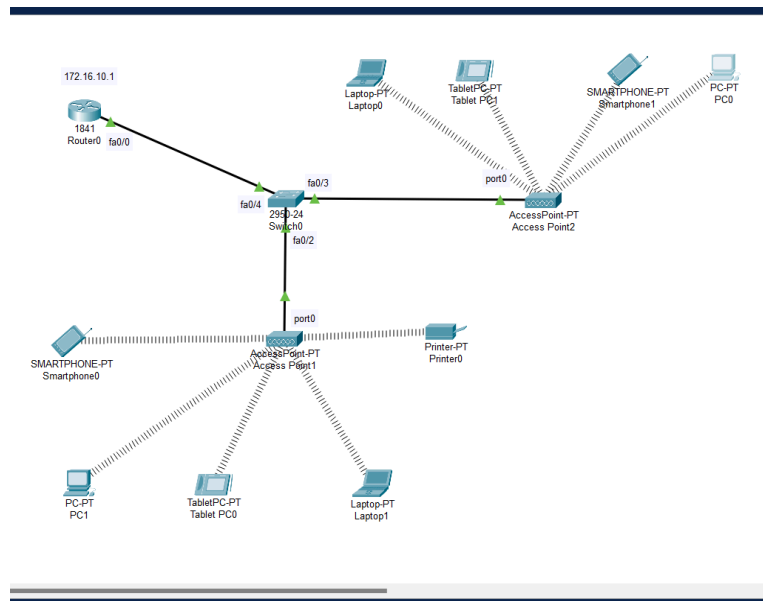 172.16.10.1
1841
Router0
fa0/0
Laptop-PT
Laptop0
TabletPC-PT
Tablet PC1
SMARTPHONE-PT
Smartphone1
PC-PT
PC0
fa0/3
port0
fa0/4
2950-24
Switch0
fa0/2
AccessPoint-PT
Access Point2
port0
AccessPoint-PT
Access Point1
SMARTPHONE-PT
Smartphone0
Printer-PT
Printer0
PC-PT
PC1
TabletPC-PT
Tablet PC0
Laptop-PT
Laptop1